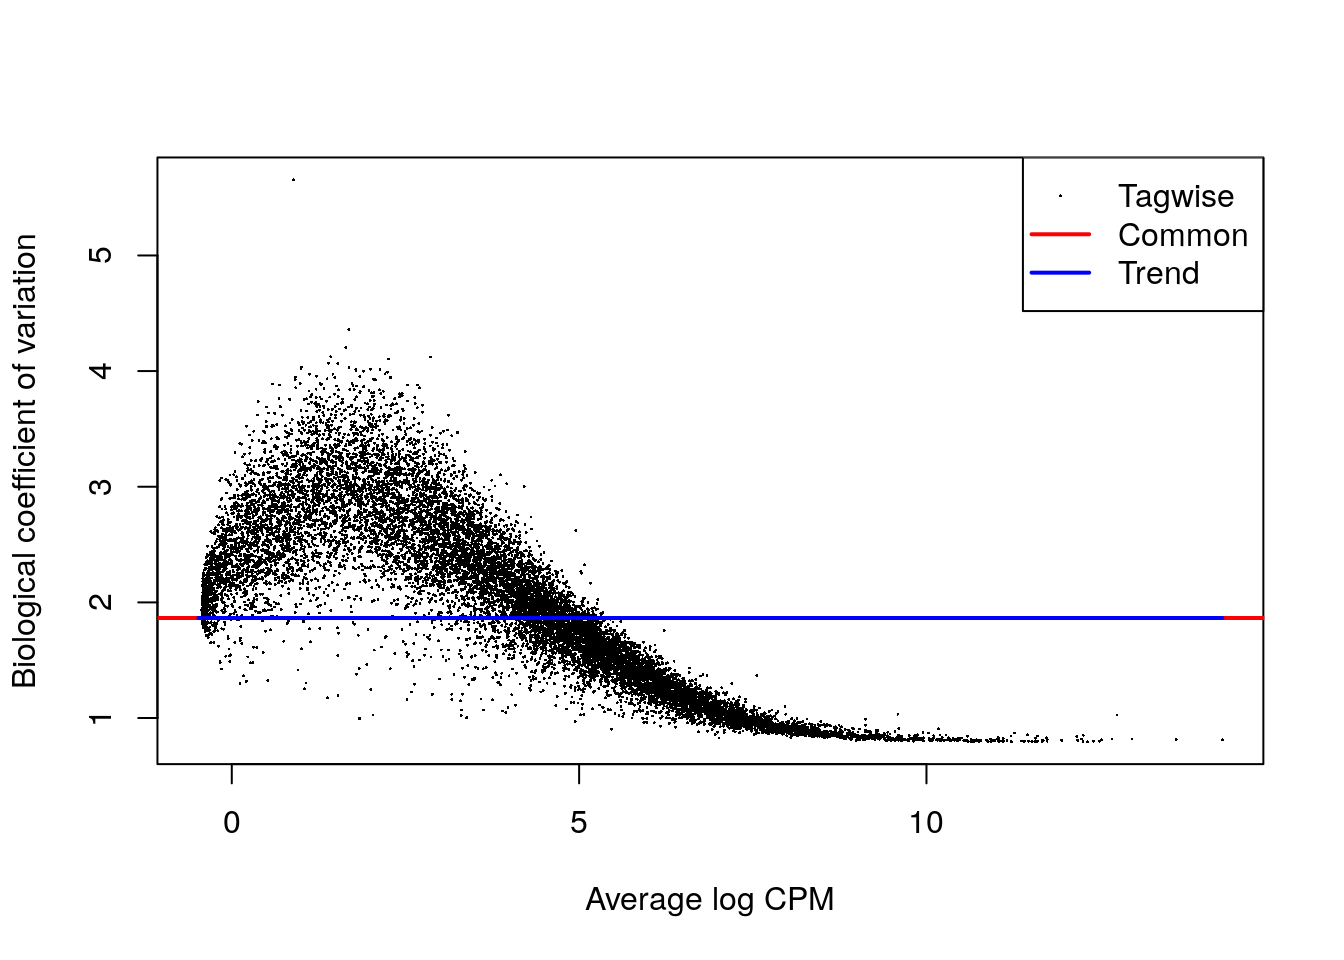 Tagwise
Common
Trend
Biological coefficient of variation
5
4
3
2
1
0 5 10
Average log CPM